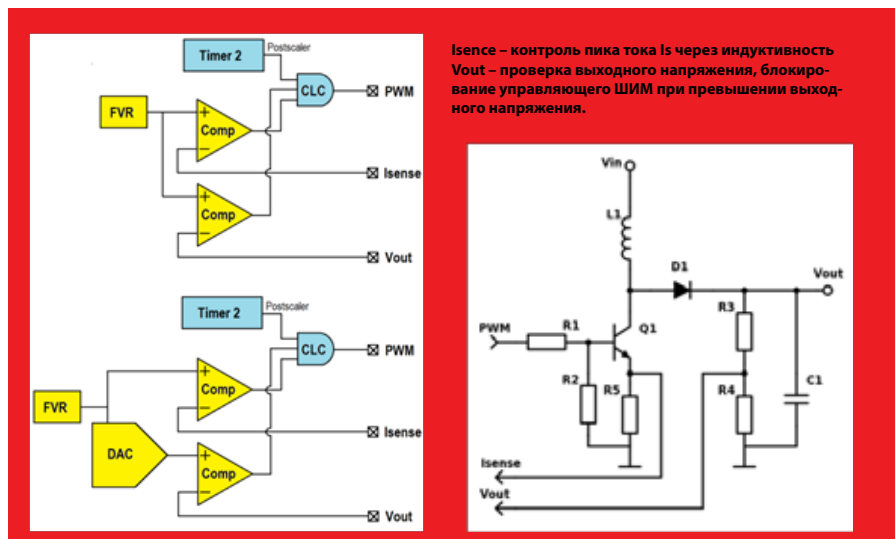 Timer 2
Postscaler
CLC
PWM
FVR
Comp
Isense
Comp
Vout
Timer 2
Postscaler
CLC
PWM
Comp
FVR
Isense
DAC
Comp
Vout
Isence – контроль пика тока Is через индуктивность
Vout – проверка выходного напряжения, блокиро-
вание управляющего ШИМ при превышении выход-
ного напряжения.
Vin
L1
D1
Vout
R3
PWM
R1
Q1
R2
R5
R4
C1
Isense
Vout